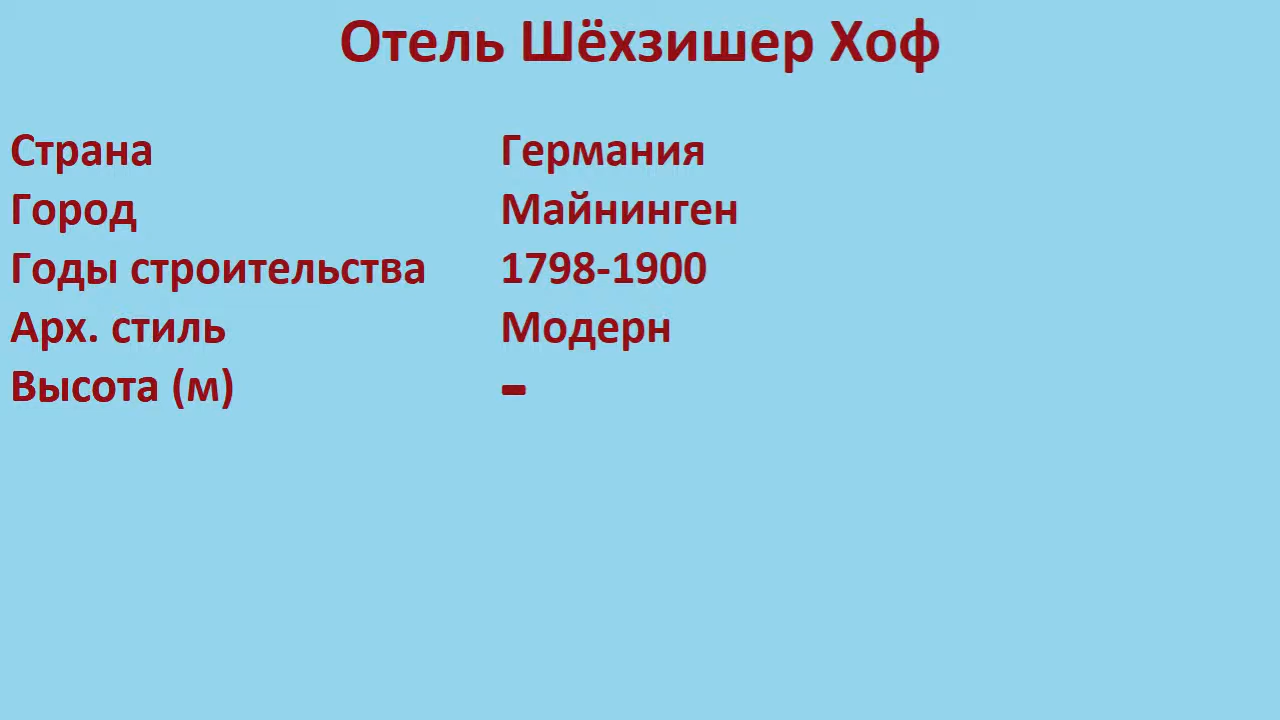 Отель Шёхзишер Хоф
Страна Германия
Город Майнинген
Годы строительства 1798-1900
Арх. стиль Модерн
Высота (м) -